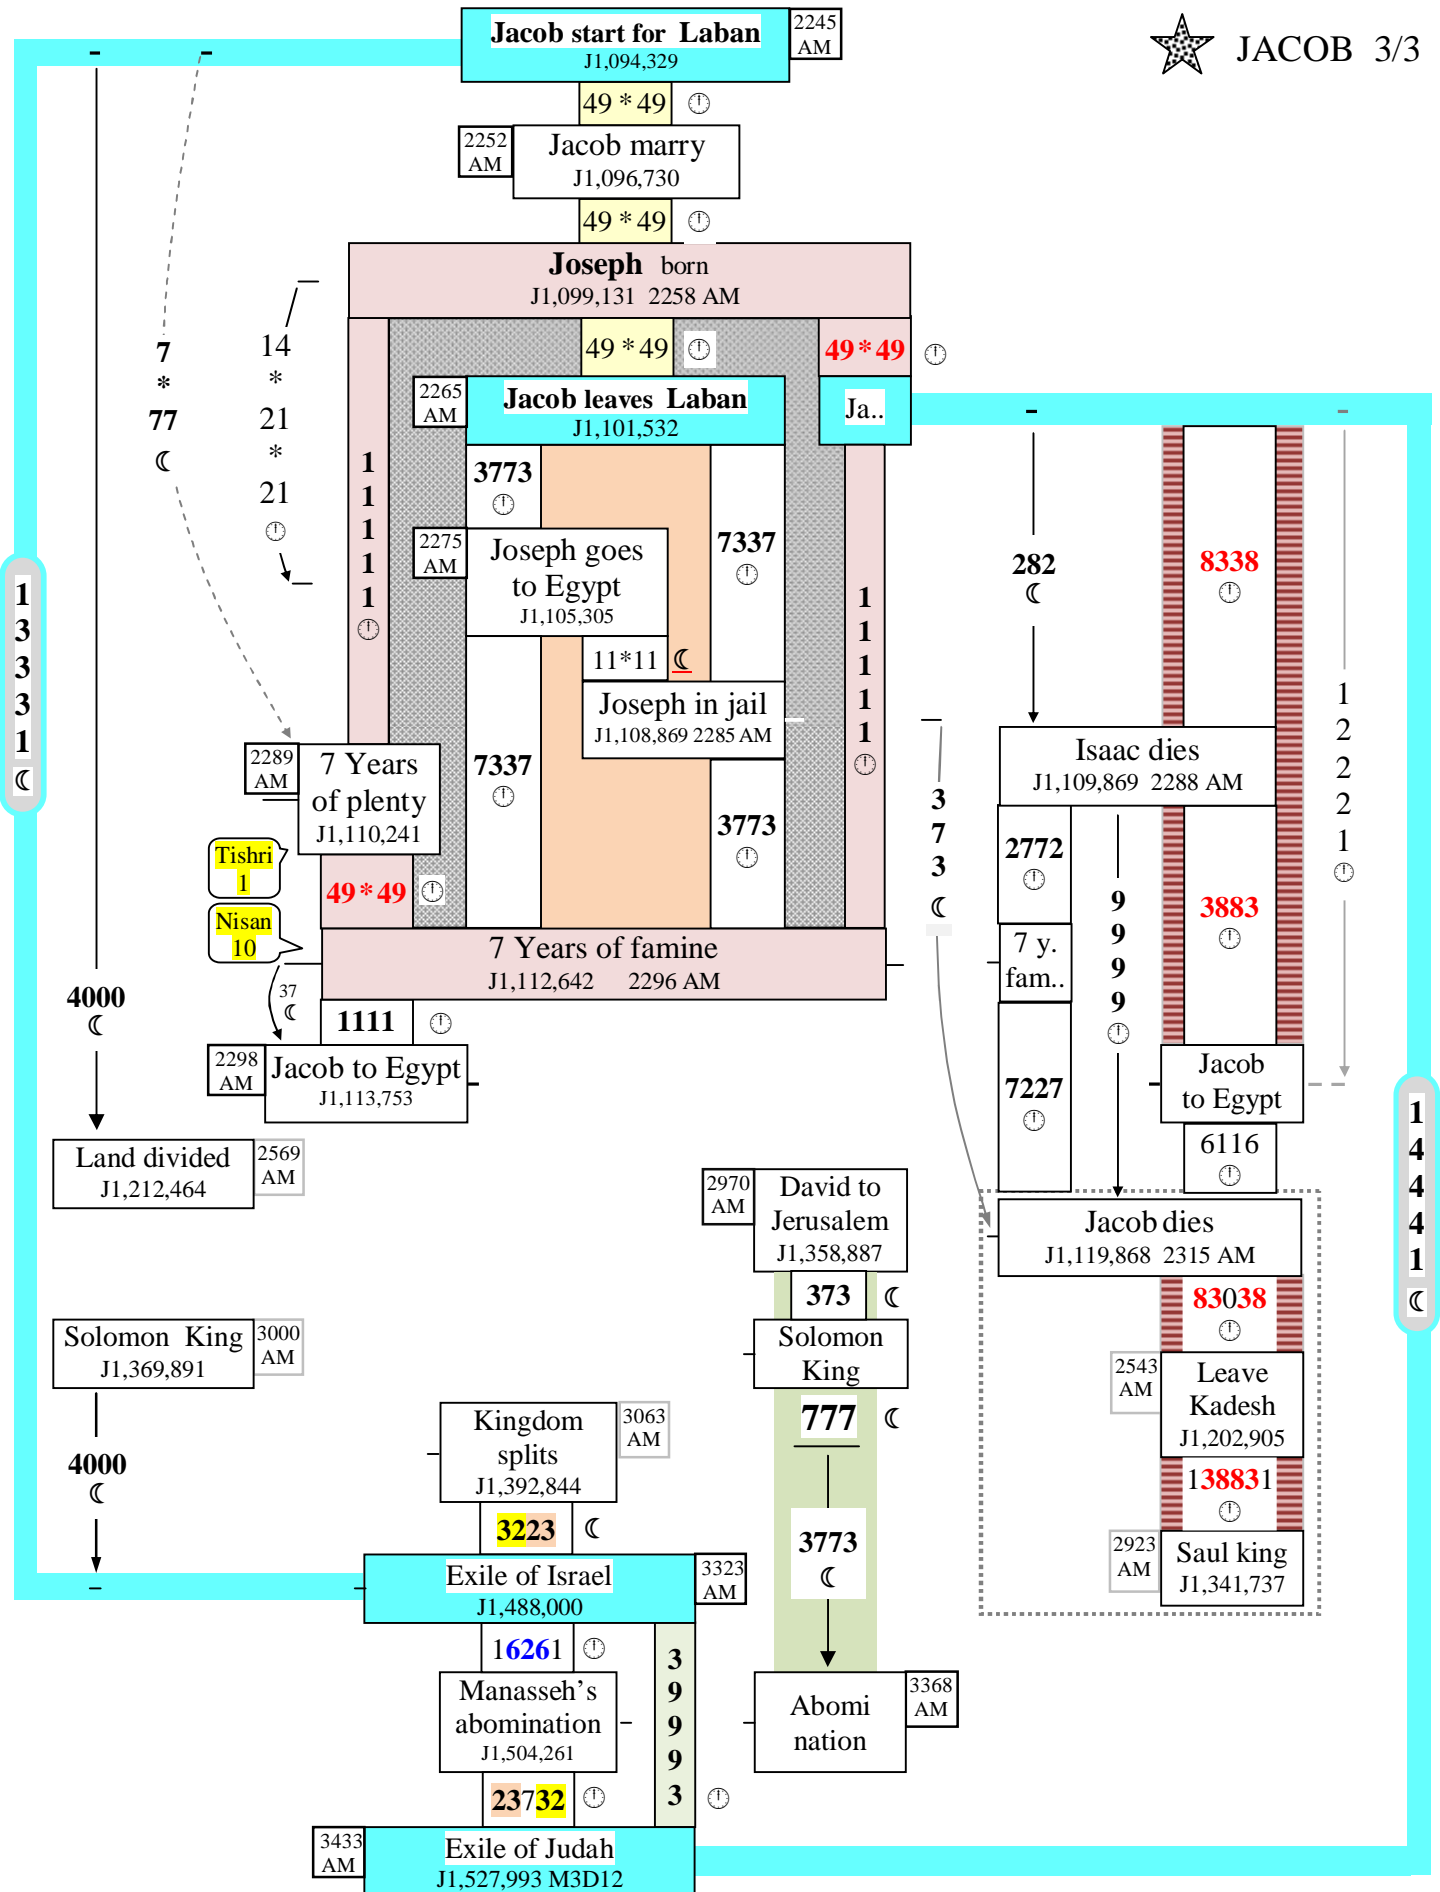 JACOB 3/3
Jacob start for Laban
J1,094,329
2245
AM
49 * 49
2252
AM
Jacob marry
J1,096,730
49 * 49
Joseph born
J1,099,131 2258 AM
49 * 49
49 * 49
7
*
77
14
*
21
*
21
2265
AM
Jacob leaves Laban
J1,101,532
Ja..
1
1
1
1
1
3773
7337
2275
AM
Joseph goes
to Egypt
J1,105,305
11*11
Joseph in jail
J1,108,869 2285 AM
7337
3773
1
1
1
1
1
282
8338
1
2
2
2
1
1
3
3
3
1
Isaac dies
J1,109,869 2288 AM
2289
AM
7 Years
of plenty
J1,110,241
3
7
3
2772
9
9
9
9
3883
Tishri
1
49 * 49
Nisan
10
7 Years of famine
J1,112,642 2296 AM
7 y.
fam..
4000
37
1111
2298
AM
Jacob to Egypt
J1,113,753
7227
Jacob
to Egypt
6116
1
4
4
4
1
Land divided
J1,212,464
2569
AM
2970
AM
David to
Jerusalem
J1,358,887
Jacob dies
J1,119,868 2315 AM
373
83038
Solomon King
J1,369,891
3000
AM
Solomon
King
2543
AM
Leave
Kadesh
J1,202,905
4000
Kingdom
splits
J1,392,844
3063
AM
777
138831
3223
3773
2923
AM
Saul king
J1,341,737
Exile of Israel
J1,488,000
3323
AM
16261
3
9
9
9
3
Manasseh’s
abomination
J1,504,261
Abomi
nation
3368
AM
23732
3433
AM
Exile of Judah
J1,527,993 M3D12